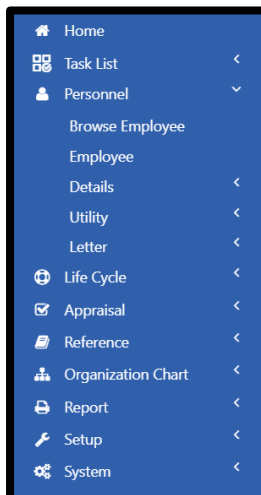 Home
Task List
Personnel
Browse Employee
Employee
Details
Utility
Letter
Life Cycle
Appraisal
Reference
Organization Chart
Report
Setup
System